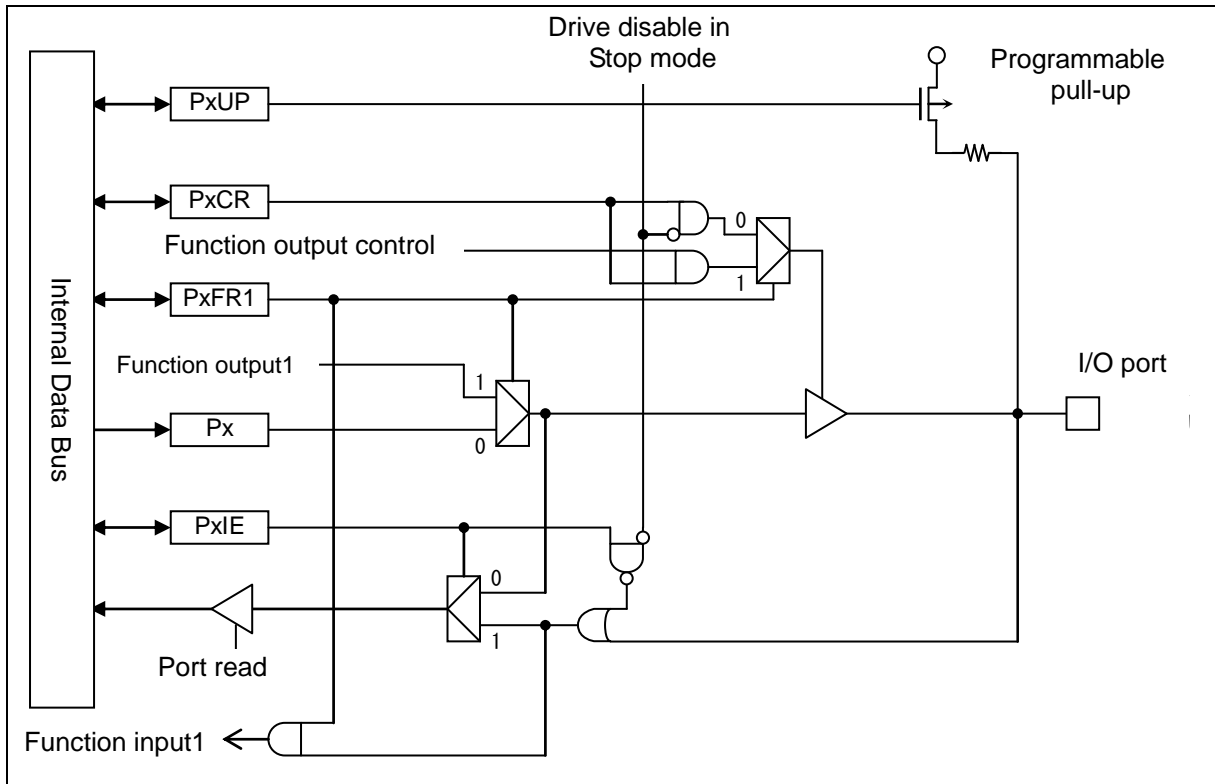 Drive disable in
Stop mode
Programmable
pull-up
PxUP
PxCR
0
Function output control
1
PxFR1
Internal Data Bus
Function output1
1
I/O port
Px
0
PxIE
0
1
Port read
Function input1